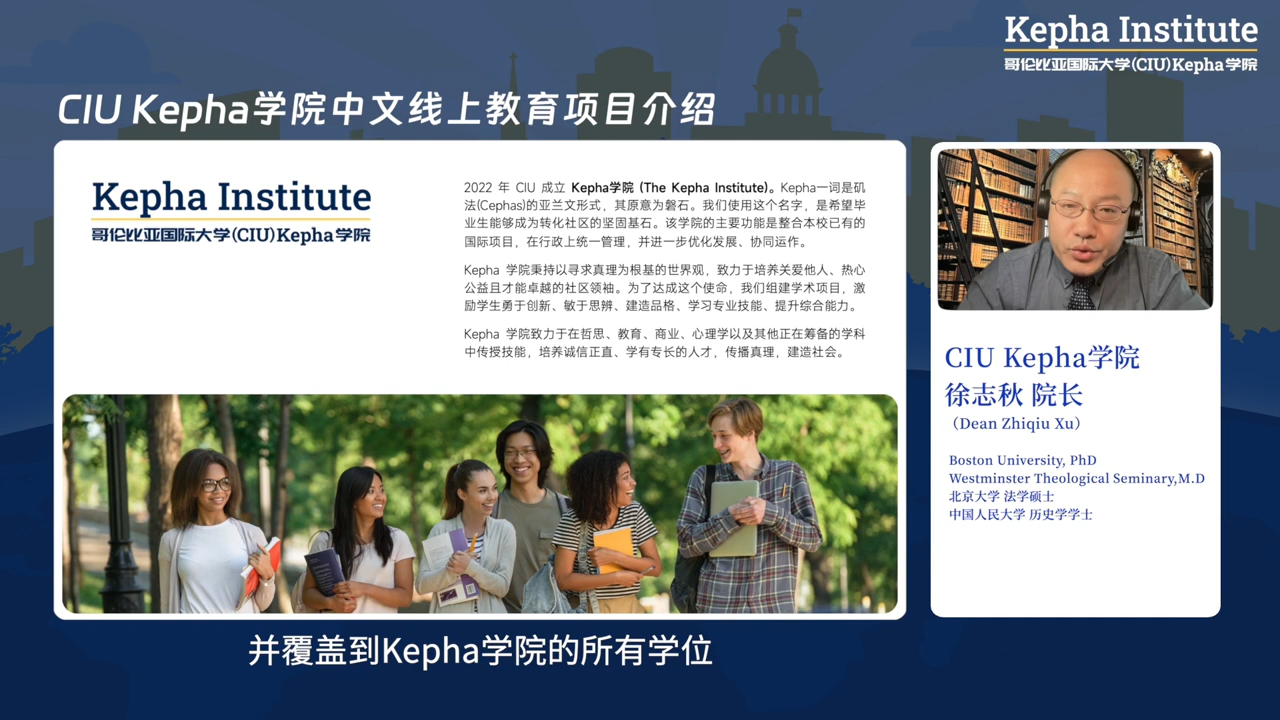 Kepha Institute
哥伦比亚国际大学(CIU)Kepha学院
CIU Kepha学院中文线上教育项目介绍
Kepha Institute
哥伦比亚国际大学(CIU)Kepha学院
2022 年 CIU 成立 Kepha学院 (The Kepha Institute)。Kepha一词是矶
法(Cephas)的亚兰文形式，其原意为磐石。我们使用这个名字，是希望毕
业生能够成为转化社区的坚固基石。该学院的主要功能是整合本校已有的
国际项目，在行政上统一管理，并进一步优化发展、协同运作。
Kepha 学院秉持以寻求真理为根基的世界观，致力于培养关爱他人、热心
公益且才能卓越的社区领袖。为了达成这个使命，我们组建学术项目，激
励学生勇于创新、敏于思辨、建造品格、学习专业技能、提升综合能力。
Kepha 学院致力于在哲思、教育、商业、心理学以及其他正在筹备的学科
中传授技能，培养诚信正直、学有专长的人才，传播真理，建造社会。
CIU Kepha学院
徐志秋 院长
（Dean Zhiqiu Xu）
Boston University, PhD
Westminster Theological Seminary,M.D
北京大学 法学硕士
中国人民大学 历史学学士
并覆盖到Kepha学院的所有学位